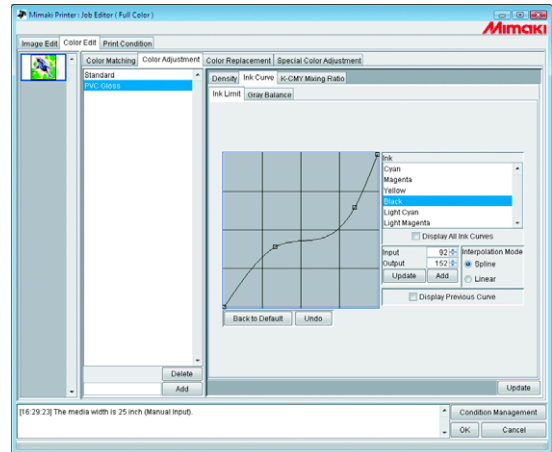 Mimaki Printer : Job Editor ( Full Color )
Mimaki
Image Edit Color Edit Print Condition
Color Matching Color Adjustment Color Replacement Special Color Adjustment
Standard
PVC Gloss
Density Ink Curve K-CMY Mixing Ratio
Ink Limit Gray Balance
Ink
Cyan
Magenta
Yellow
Black
Light Cyan
Light Magenta
Display All Ink Curves
Input 92 Interpolation Mode
Output 152 Spline
Update Add Linear
Display Previous Curve
Back to Default Undo
Delete
Add
Update
[16:29:23] The media width is 25 inch (Manual Input).
Condition Management
OK Cancel